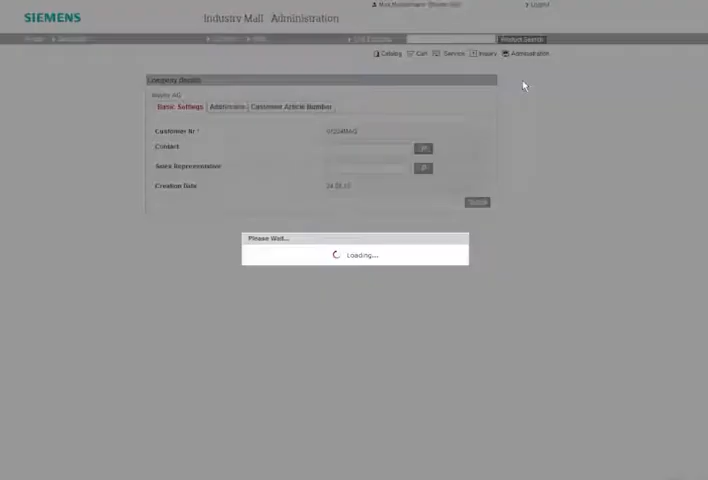 SIEMENS
Industry Mall Administration
Logout
Product Search
Catalog Cart Service Inquiry Administration
Company details
Basic Settings Addresses Customer Article Number
Customer Nr *
Contact
Sales Representative
Creation Date
Please Wait...
Loading...